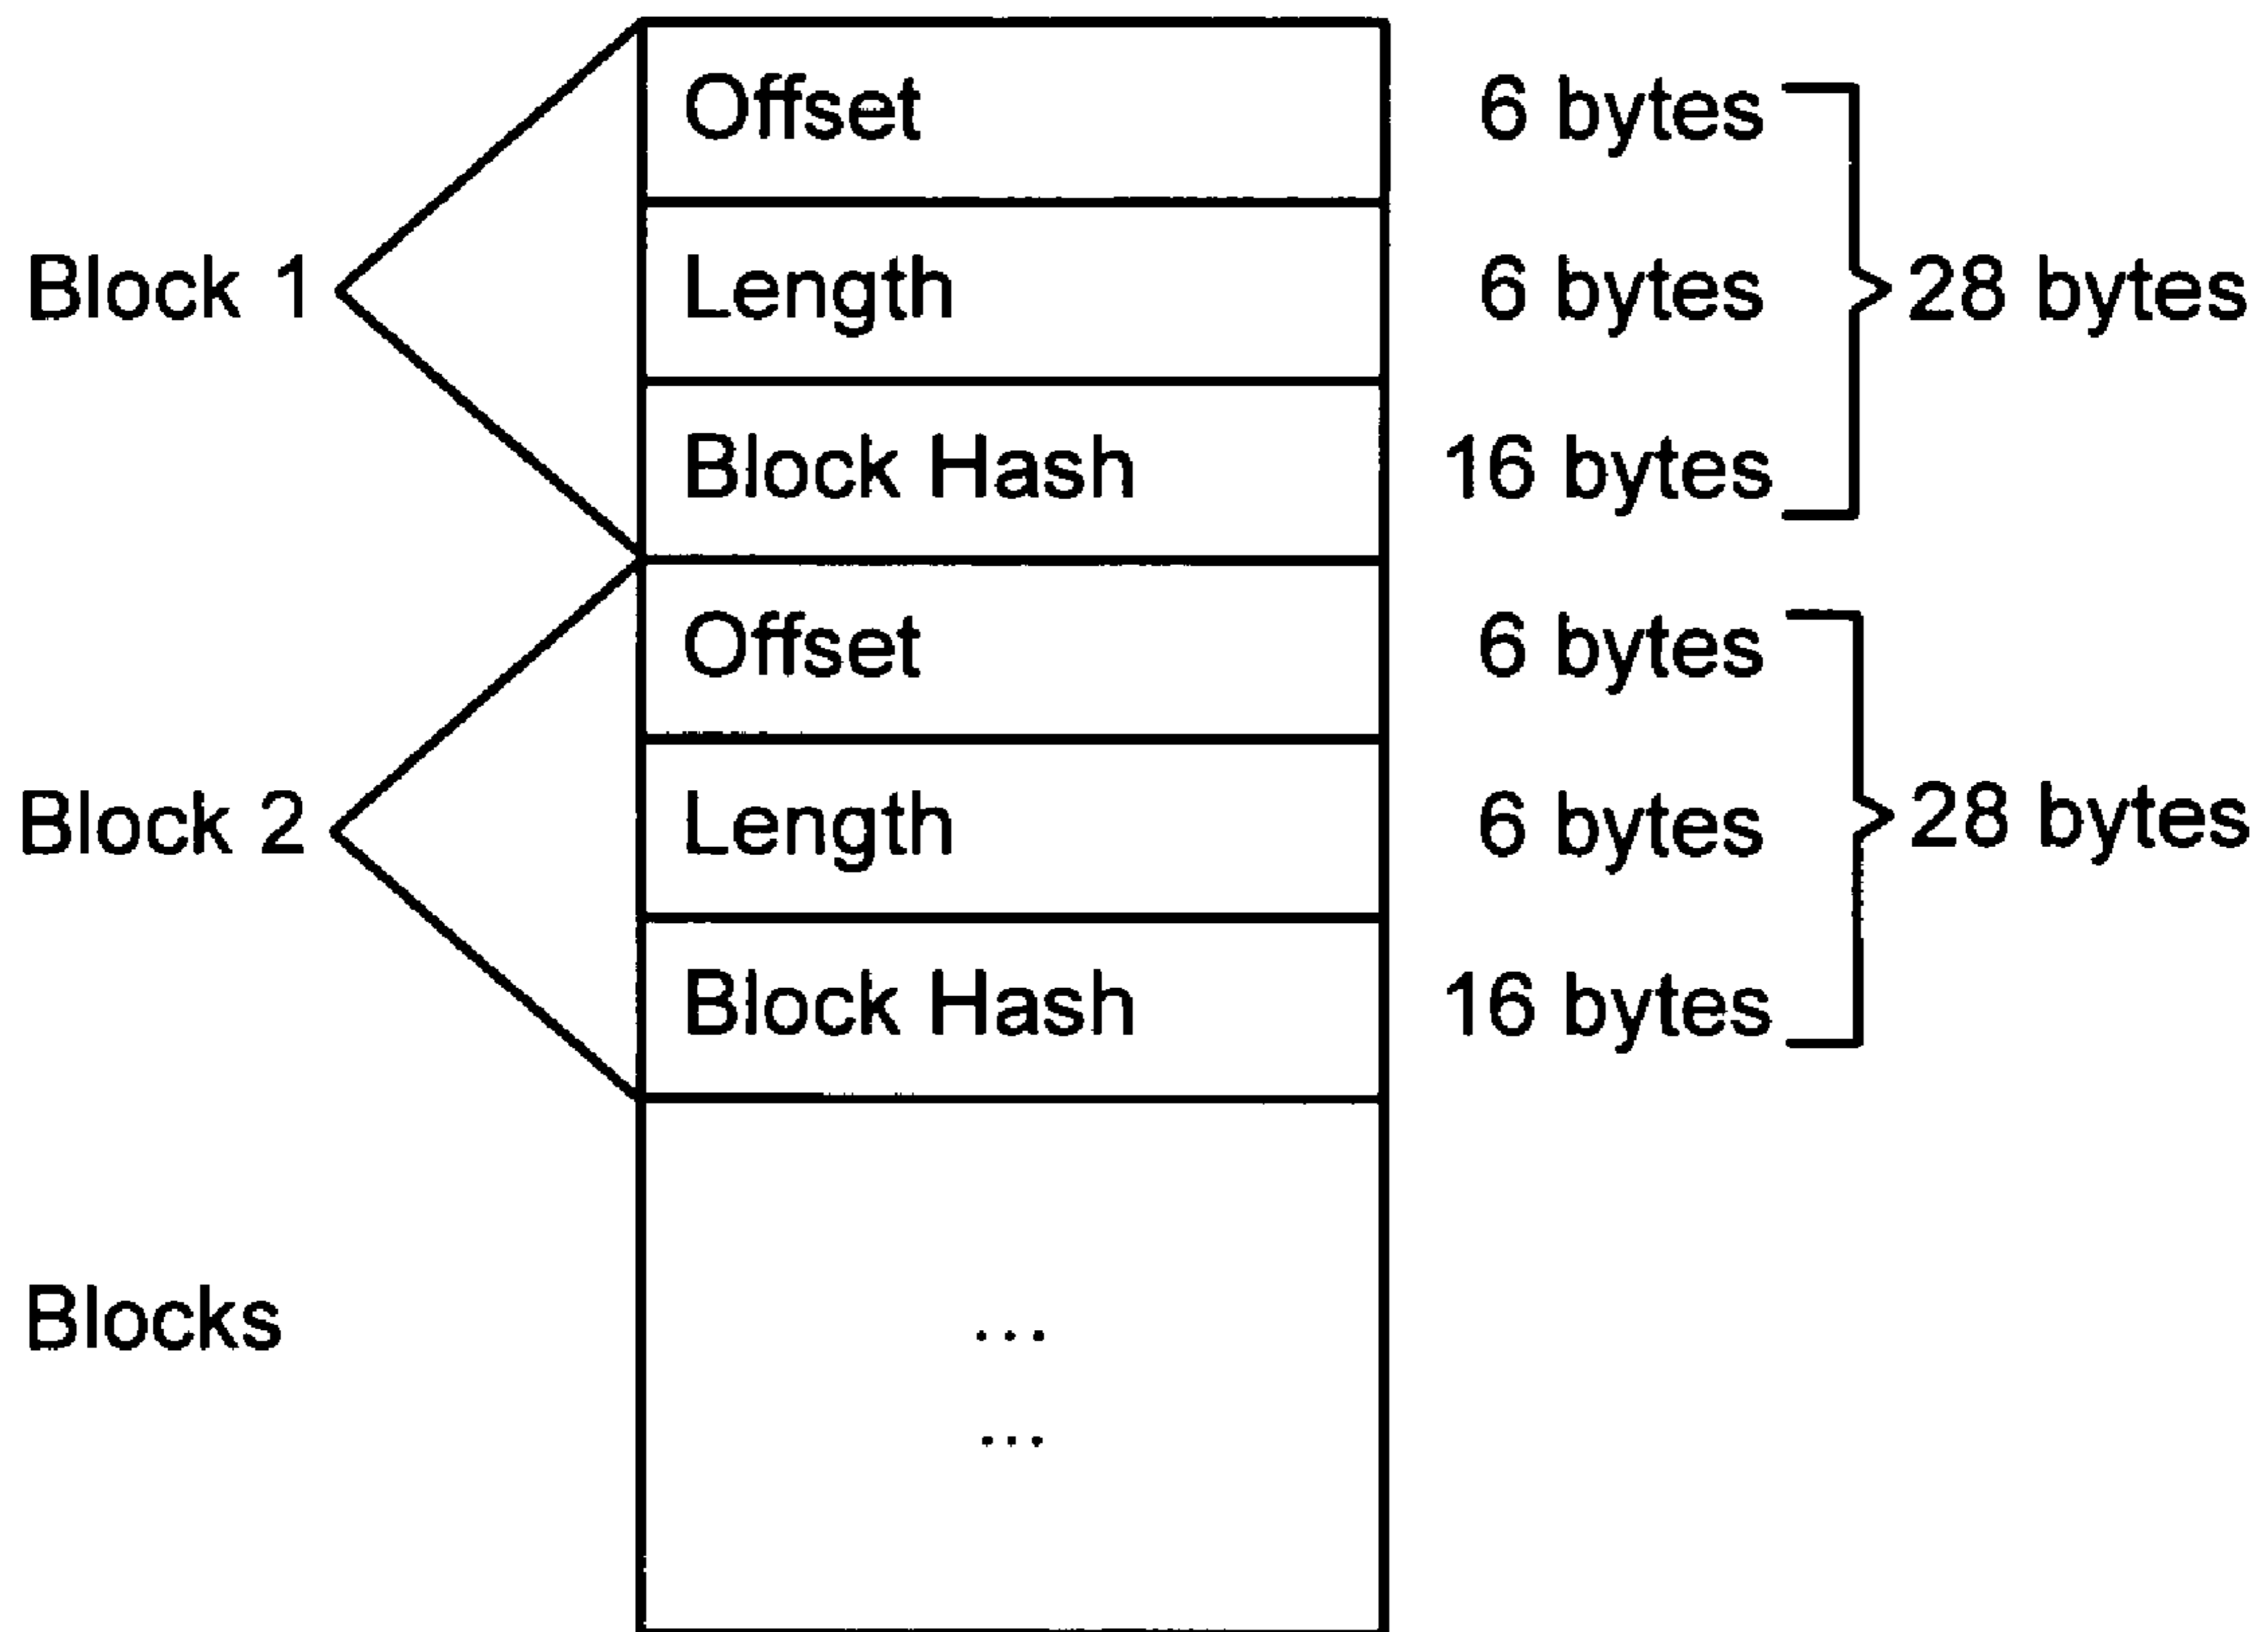 Offset 6 bytes
Block 1 Length 6 bytes 28 bytes
Block Hash 16 bytes
Offset 6 bytes
Block 2 Length 6 bytes 28 bytes
Block Hash 16 bytes
Blocks ...
...